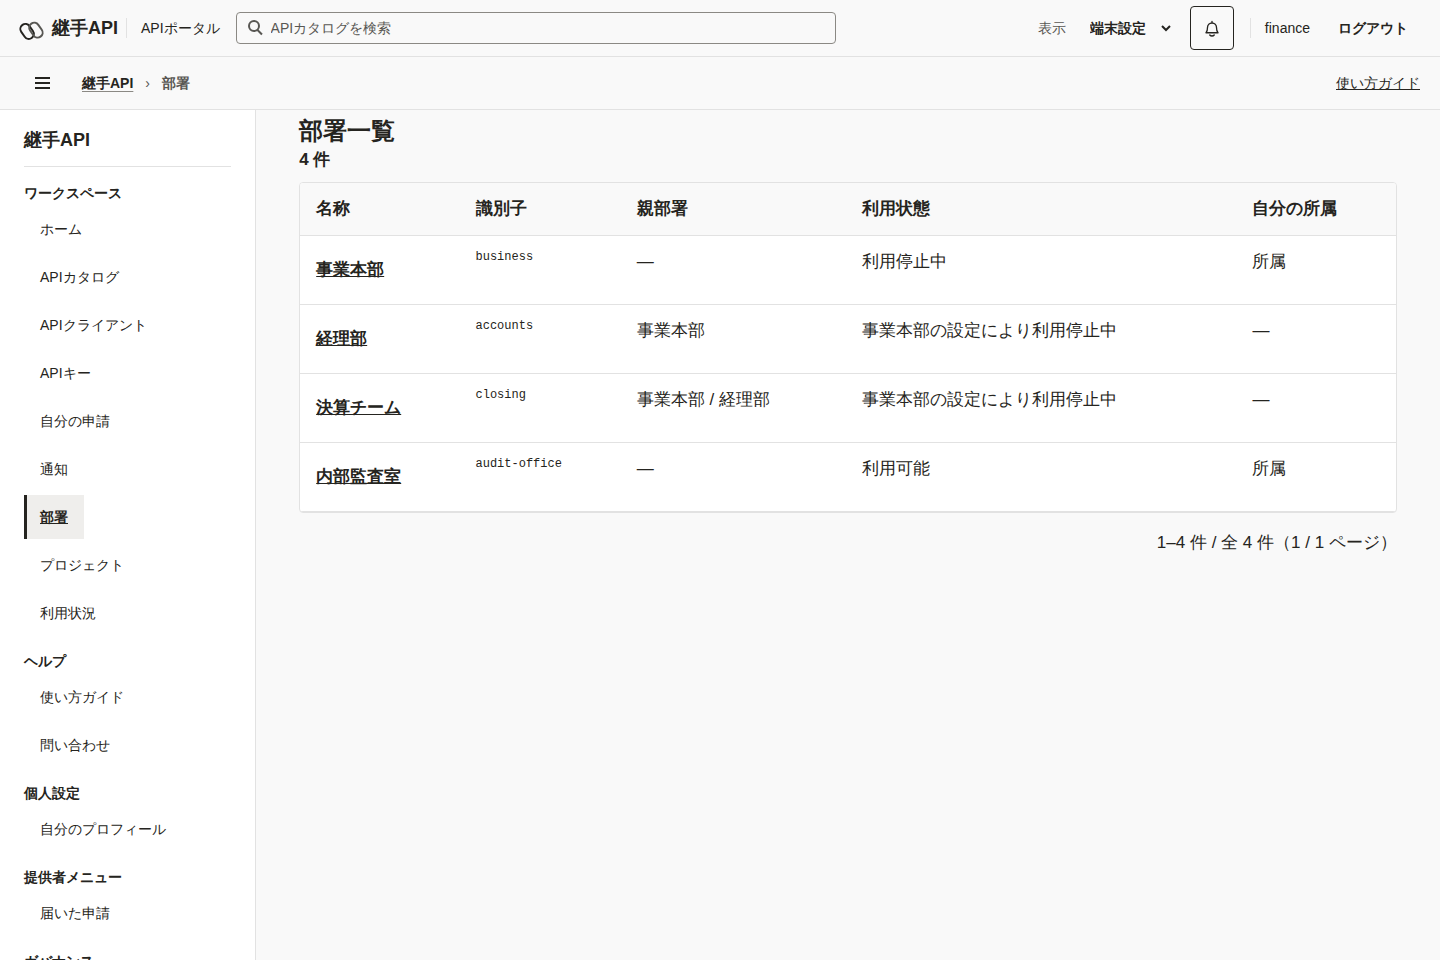 継手API APIポータル APIカタログを検索 表示 端末設定 finance ログアウト
継手API › 部署 使い方ガイド
継手API
ワークスペース
ホーム
APIカタログ
APIクライアント
APIキー
自分の申請
通知
部署
プロジェクト
利用状況
ヘルプ
使い方ガイド
問い合わせ
個人設定
自分のプロフィール
提供者メニュー
届いた申請
ガバナンス
部署一覧
4 件
名称 識別子 親部署 利用状態 自分の所属
事業本部 business — 利用停止中 所属
経理部 accounts 事業本部 事業本部の設定により利用停止中 —
決算チーム closing 事業本部 / 経理部 事業本部の設定により利用停止中 —
内部監査室 audit-office — 利用可能 所属
1–4 件 / 全 4 件（1 / 1 ページ）